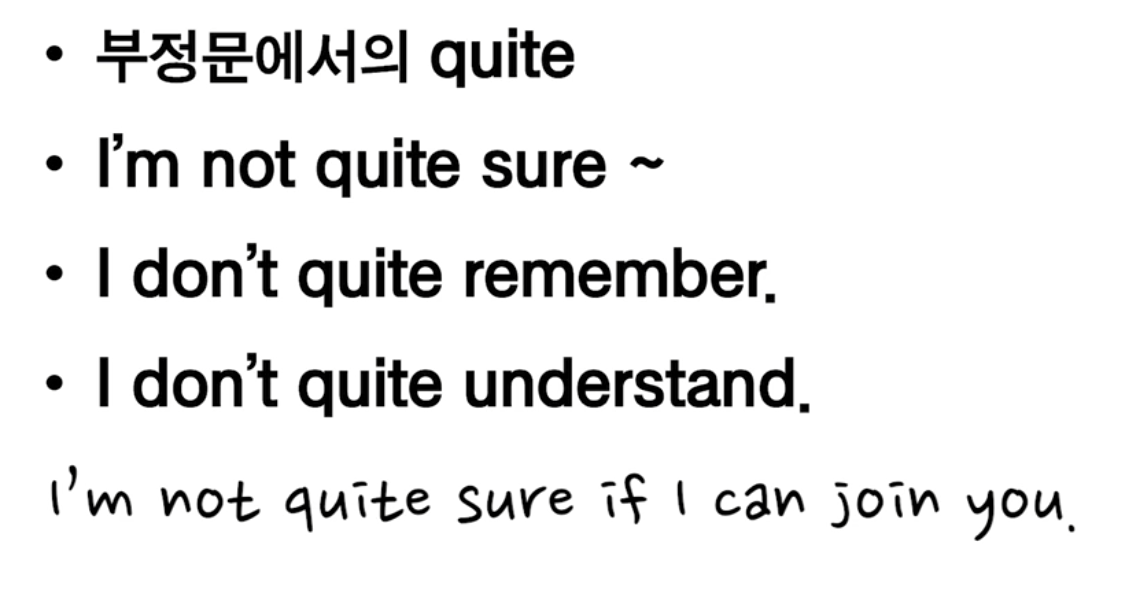 • 부정문에서의 quite
• I'm not quite sure ~
• I don't quite remember.
• I don't quite understand.
I'm not quite sure if I can join you.